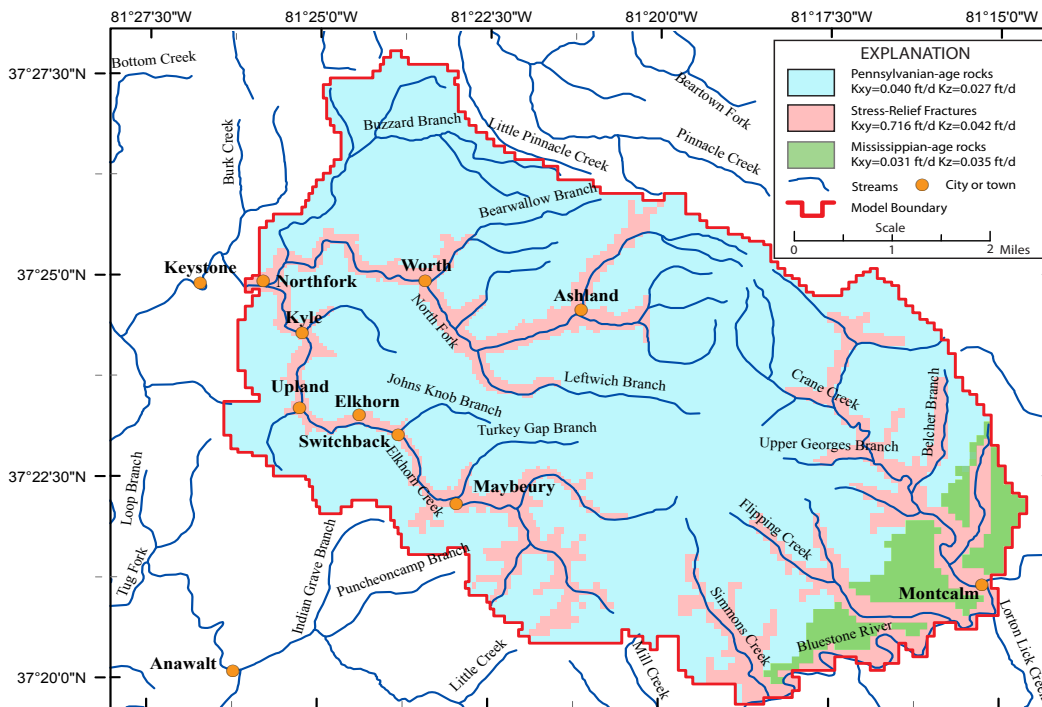 81°27'30"W
81°25'0"W
81°22'30"W
81°20'0"W
81°17'30"W
81°15'0"W
37°27'30"N
37°25'0"N
37°22'30"N
37°20'0"N
EXPLANATION
Pennsylvanian-age rocks
Kxy=0.040 ft/d Kz=0.027 ft/d
Stress-Relief Fractures
Kxy=0.716 ft/d Kz=0.042 ft/d
Mississippian-age rocks
Kxy=0.031 ft/d Kz=0.035 ft/d
Streams
City or town
Model Boundary
Scale
0 1 2 Miles
Bottom Creek
Burk Creek
Buzzard Branch
Little Pinnacle Creek
Beartown Fork
Pinnacle Creek
Bearwallow Branch
Keystone
Northfork
Worth
Ashland
Kyle
North Fork
Upland
Elkhorn
Johns Knob Branch
Leftwich Branch
Crane Creek
Belcher Branch
Switchback
Turkey Gap Branch
Upper Georges Branch
Elkhorn Creek
Maybeury
Loop Branch
Flipping Creek
Tug Fork
Indian Grave Branch
Puncheoncamp Branch
Simmons Creek
Montcalm
Lorton Lick Creek
Bluestone River
Anawalt
Little Creek
Mill Creek